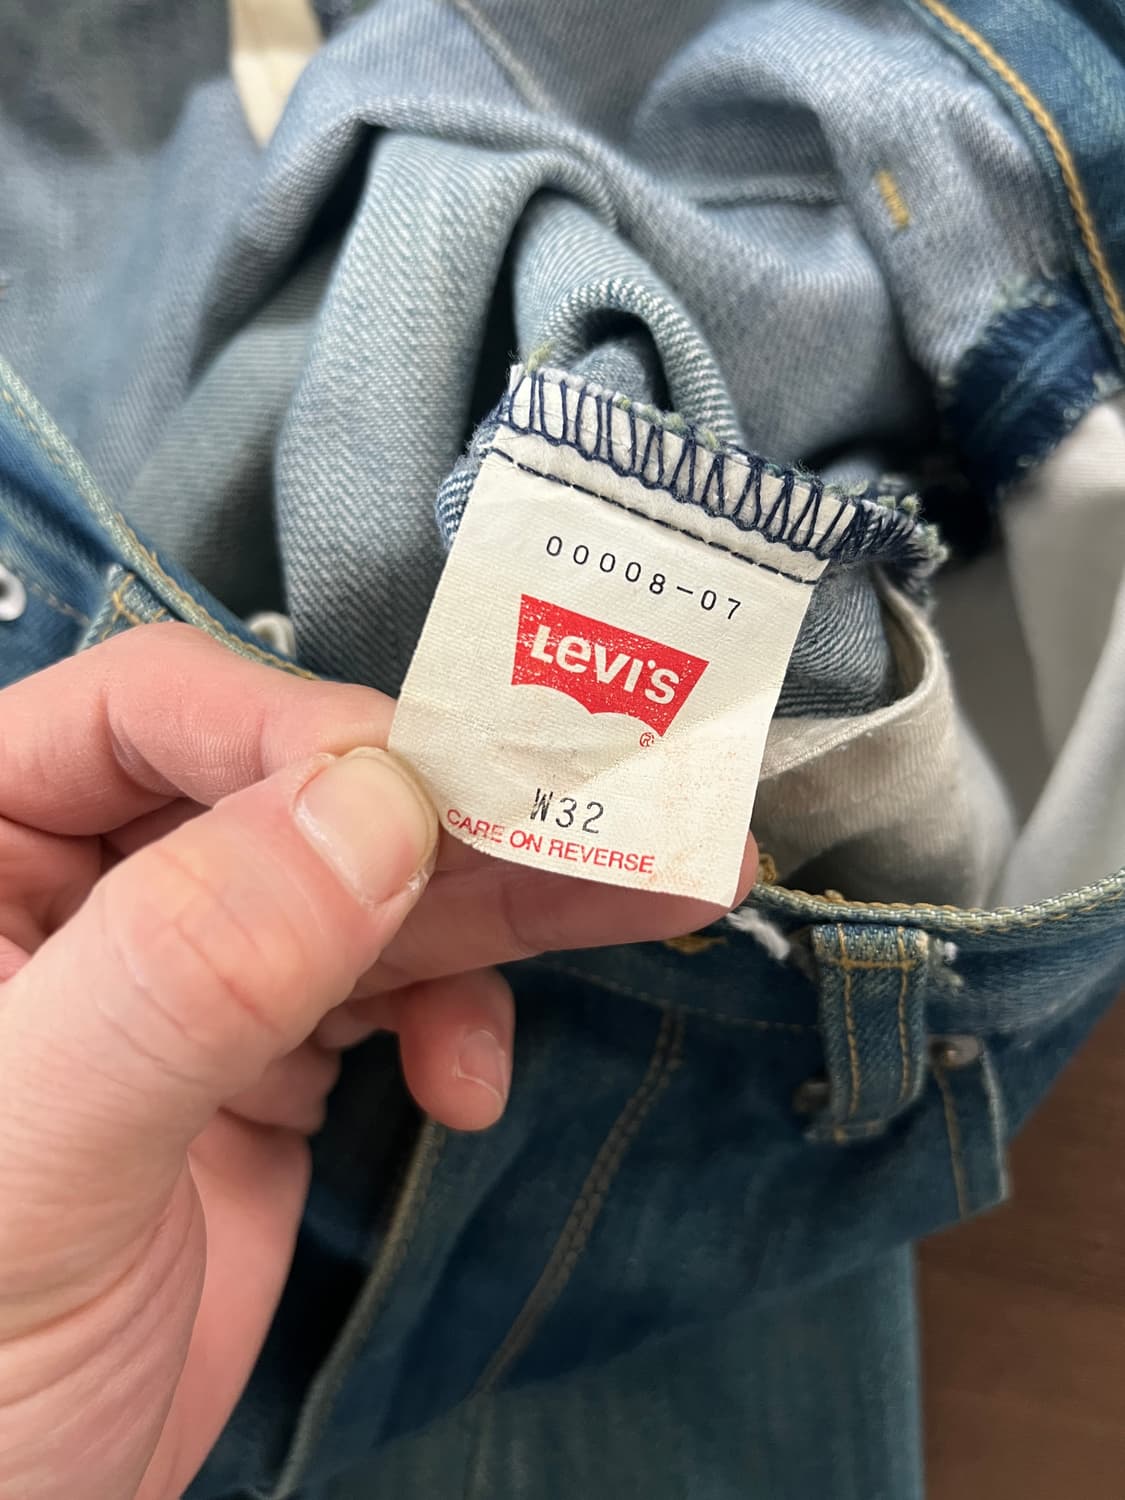 00008-07
LEVI'S
®
W32
CARE ON REVERSE